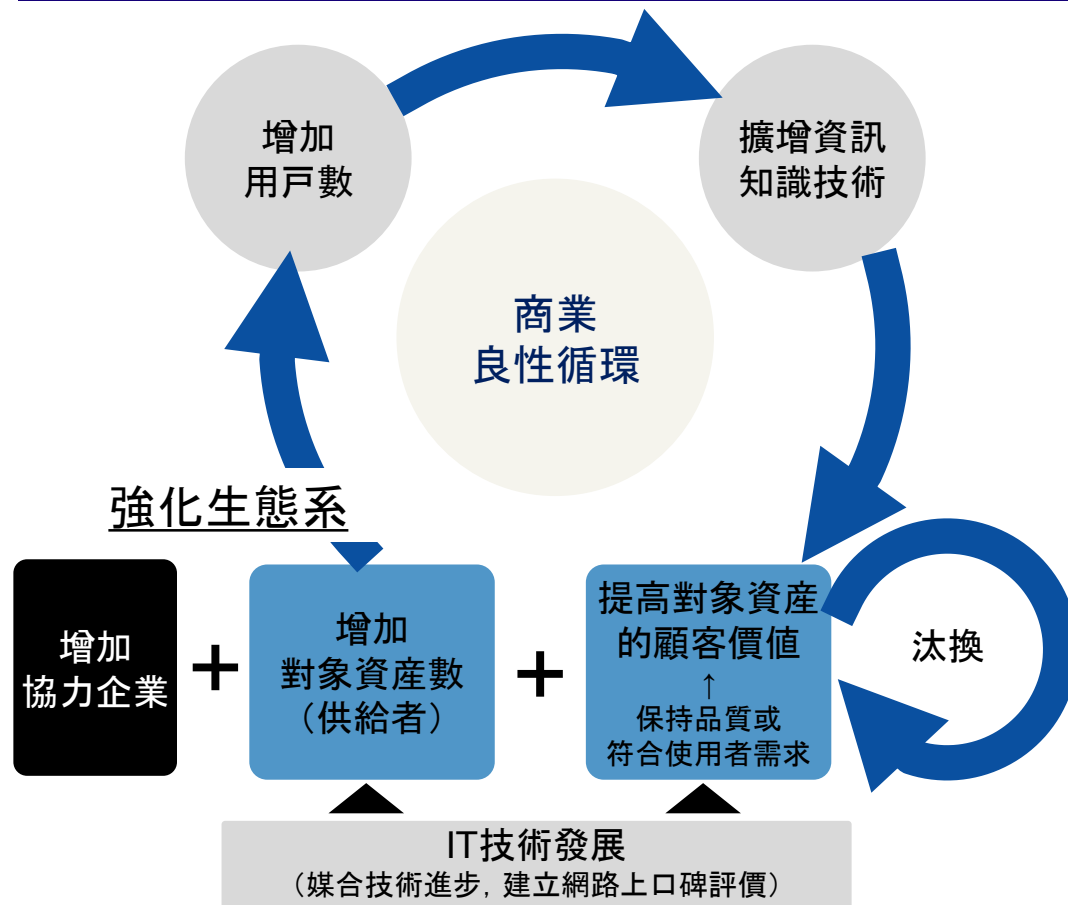 增加
用戸數
擴增資訊
知識技術
商業
良性循環
強化生態系
增加
協力企業
+
增加
對象資産數
（供給者）
+
提高對象資産
的顧客價值
↑
保持品質或
符合使用者需求
汰換
IT技術發展
（媒合技術進步, 建立網路上口碑評價）